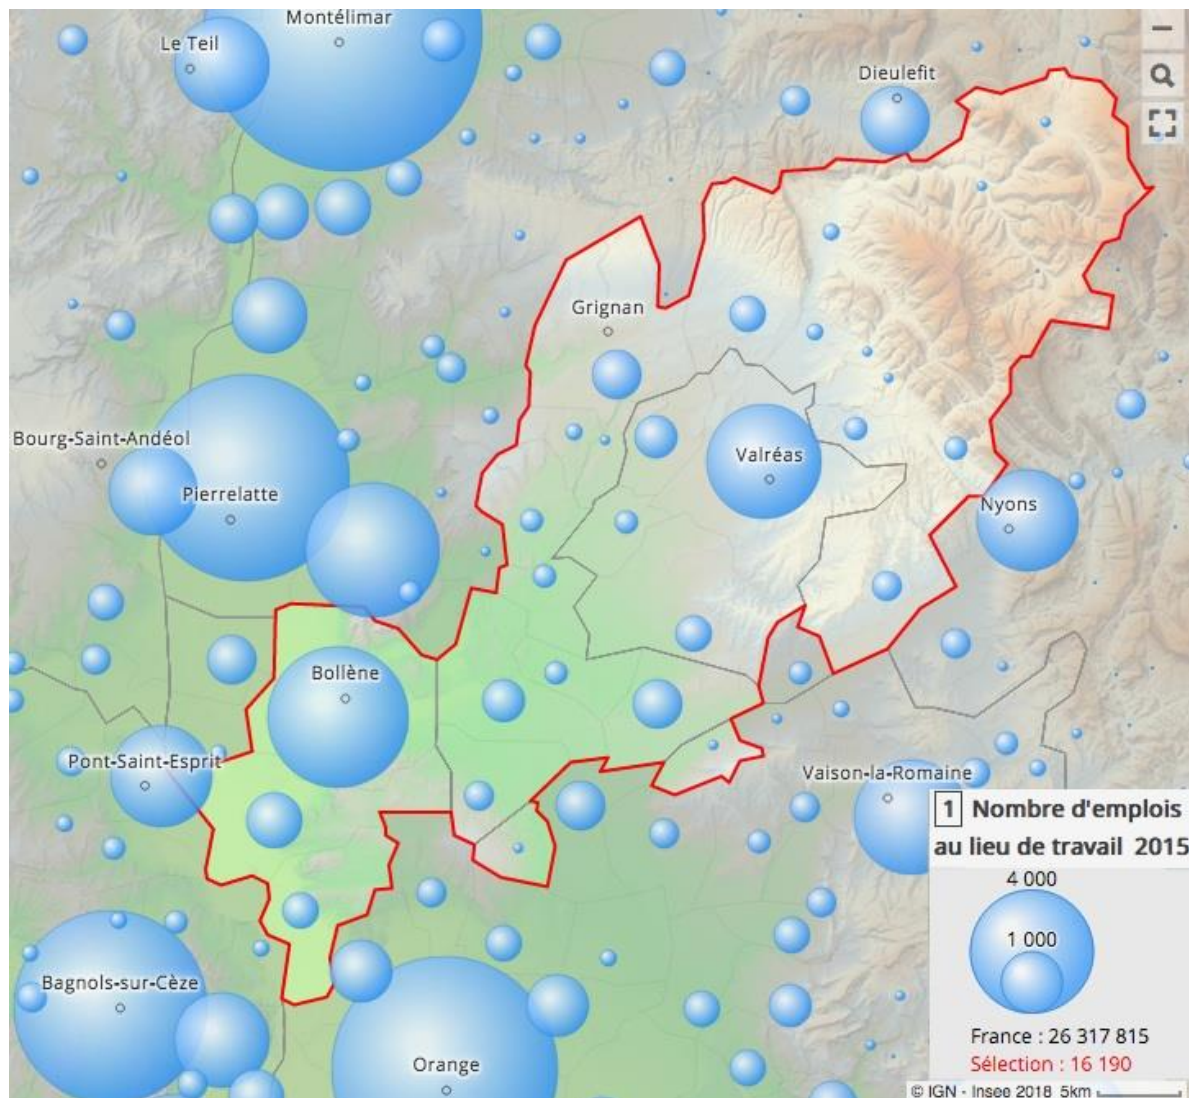 Montélimar
Le Teil
Dieulefit
Grignan
Bourg-Saint-Andéol
Valréas
Pierrelatte
Nyons
Bollène
Pont-Saint-Esprit
Vaison-la-Romaine
Bagnols-sur-Cèze
Orange
1 Nombre d'emplois
au lieu de travail 2015
4 000
1 000
France : 26 317 815
Sélection : 16 190
© IGN - Insee 2018 5km